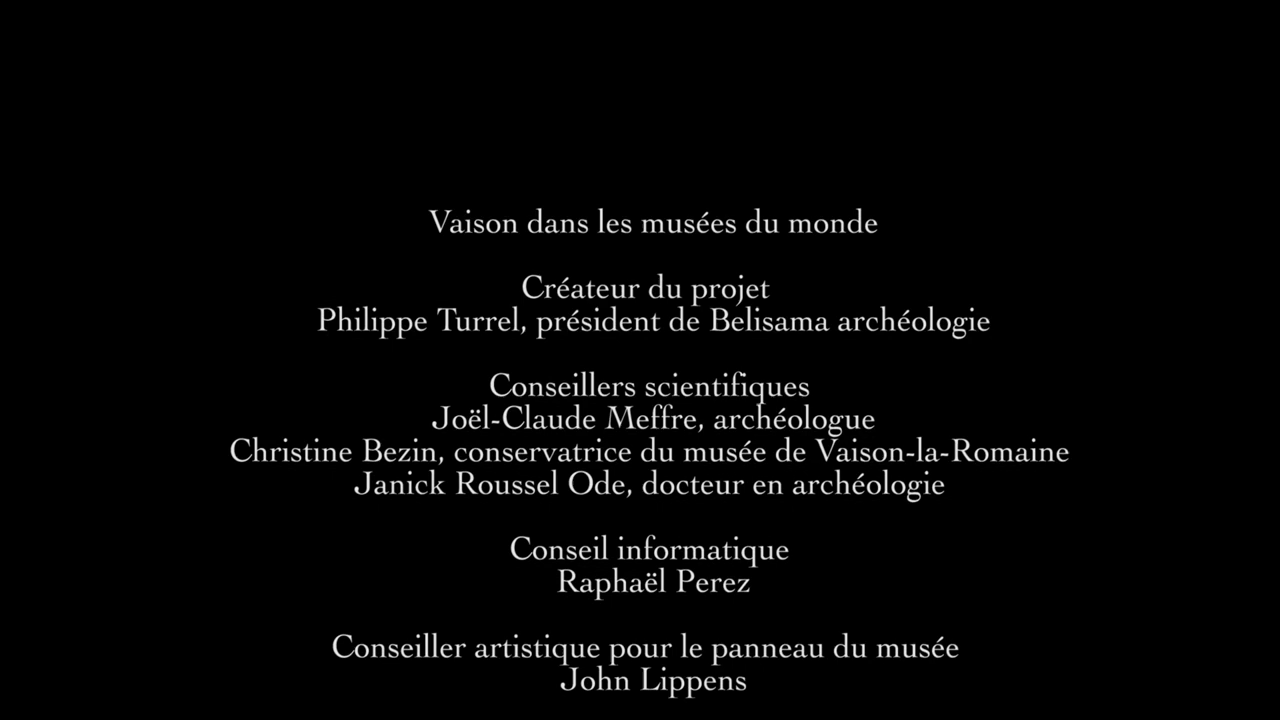 Vaison dans les musées du monde
Créateur du projet
Philippe Turrel, président de Belisama archéologie
Conseillers scientifiques
Joël-Claude Meffre, archéologue
Christine Bezin, conservatrice du musée de Vaison-la-Romaine
Janick Roussel Ode, docteur en archéologie
Conseil informatique
Raphaël Perez
Conseiller artistique pour le panneau du musée
John Lippens